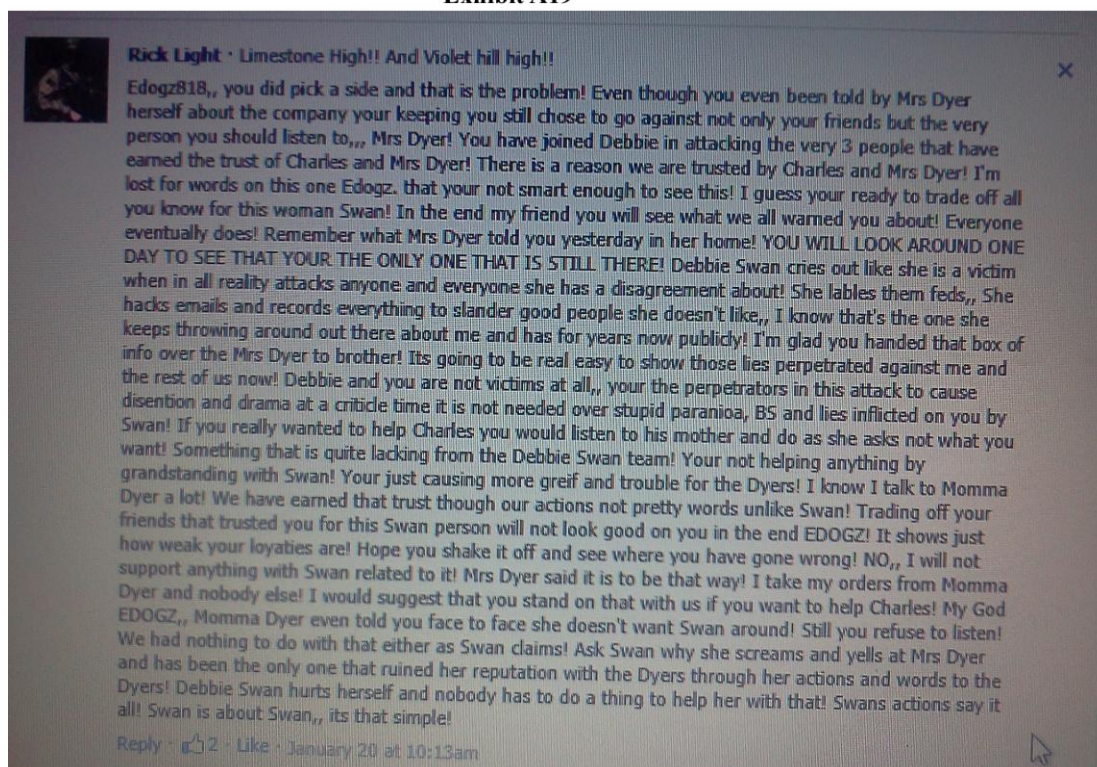 Exhibit A19
Rick Light · Limestone High!! And Violet hill high!!
Edogz818,, you did pick a side and that is the problem! Even though you even been told by Mrs Dyer
herself about the company your keeping you still chose to go against not only your friends but the very
person you should listen to,,, Mrs Dyer! You have joined Debbie in attacking the very 3 people that have
earned the trust of Charles and Mrs Dyer! There is a reason we are trusted by Charles and Mrs Dyer! I'm
lost for words on this one Edogz. that your not smart enough to see this! I guess your ready to trade off all
you know for this woman Swan! In the end my friend you will see what we all warned you about! Everyone
eventually does! Remember what Mrs Dyer told you yesterday in her home! YOU WILL LOOK AROUND ONE
DAY TO SEE THAT YOUR THE ONLY ONE THAT IS STILL THERE! Debbie Swan cries out like she is a victim
when in all reality attacks anyone and everyone she has a disagreement about! She lables them feds,, She
hacks emails and records everything to slander good people she doesn't like,, I know that's the one she
keeps throwing around out there about me and has for years now publicly! I'm glad you handed that box of
info over the Mrs Dyer to brother! Its going to be real easy to show those lies perpetrated against me and
the rest of us now! Debbie and you are not victims at all,, your the perpetrators in this attack to cause
disention and drama at a criticle time it is not needed over stupid paranioa, BS and lies inflicted on you by
Swan! If you really wanted to help Charles you would listen to his mother and do as she asks not what you
want! Something that is quite lacking from the Debbie Swan team! Your not helping anything by
grandstanding with Swan! Your just causing more greif and trouble for the Dyers! I know I talk to Momma
Dyer a lot! We have earned that trust though our actions not pretty words unlike Swan! Trading off your
friends that trusted you for this Swan person will not look good on you in the end EDOGZ! It shows just
how weak your loyaties are! Hope you shake it off and see where you have gone wrong! NO,, I will not
support anything with Swan related to it! Mrs Dyer said it is to be that way! I take my orders from Momma
Dyer and nobody else! I would suggest that you stand on that with us if you want to help Charles! My God
EDOGZ,, Momma Dyer even told you face to face she doesn't want Swan around! Still you refuse to listen!
We had nothing to do with that either as Swan claims! Ask Swan why she screams and yells at Mrs Dyer
and has been the only one that ruined her reputation with the Dyers through her actions and words to the
Dyers! Debbie Swan hurts herself and nobody has to do a thing to help her with that! Swans actions say it
all! Swan is about Swan,, its that simple!
Reply · 2 · Like · January 20 at 10:13am